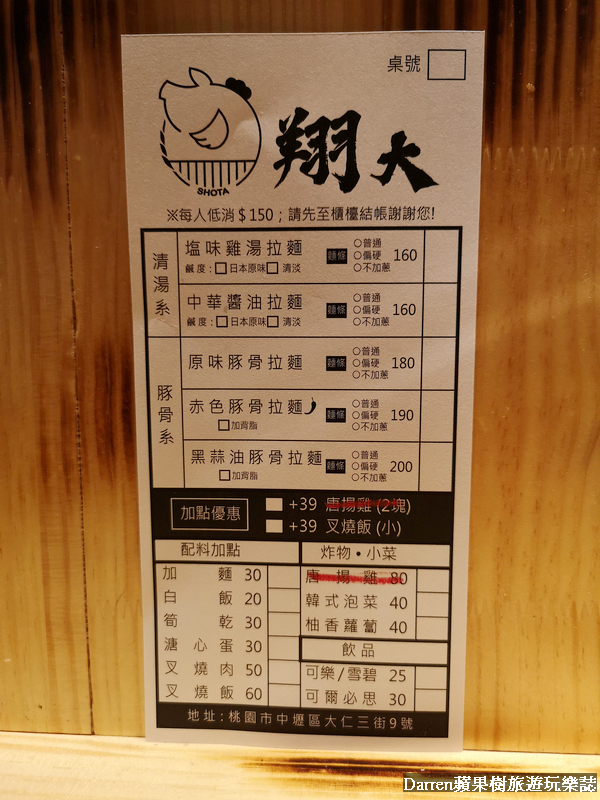 桌號
SHOTA
翔大
※每人低消$150；請先至櫃檯結帳謝謝您!
清湯系
塩味雞湯拉麵 麵條 ○普通 ○偏硬 ○不加蔥 160
鹹度：□日本原味□清淡
中華醬油拉麵 麵條 ○普通 ○偏硬 ○不加蔥 160
鹹度：□日本原味□清淡
豚骨系
原味豚骨拉麵 麵條 ○普通 ○偏硬 ○不加蔥 180
赤色豚骨拉麵 麵條 ○普通 ○偏硬 ○不加蔥 190
□加背脂
黑蒜油豚骨拉麵 麵條 ○普通 ○偏硬 ○不加蔥 200
□加背脂
加點優惠
+39 唐揚雞(2塊)
+39 叉燒飯(小)
配料加點
加麵 30
白飯 20
筍乾 30
溏心蛋 30
叉燒肉 50
叉燒飯 60
炸物•小菜
唐揚雞 80
韓式泡菜 40
柚香蘿蔔 40
飲品
可樂/雪碧 25
可爾必思 30
地址:桃園市中壢區大仁三街9號
Darren蘋果樹旅遊玩樂誌